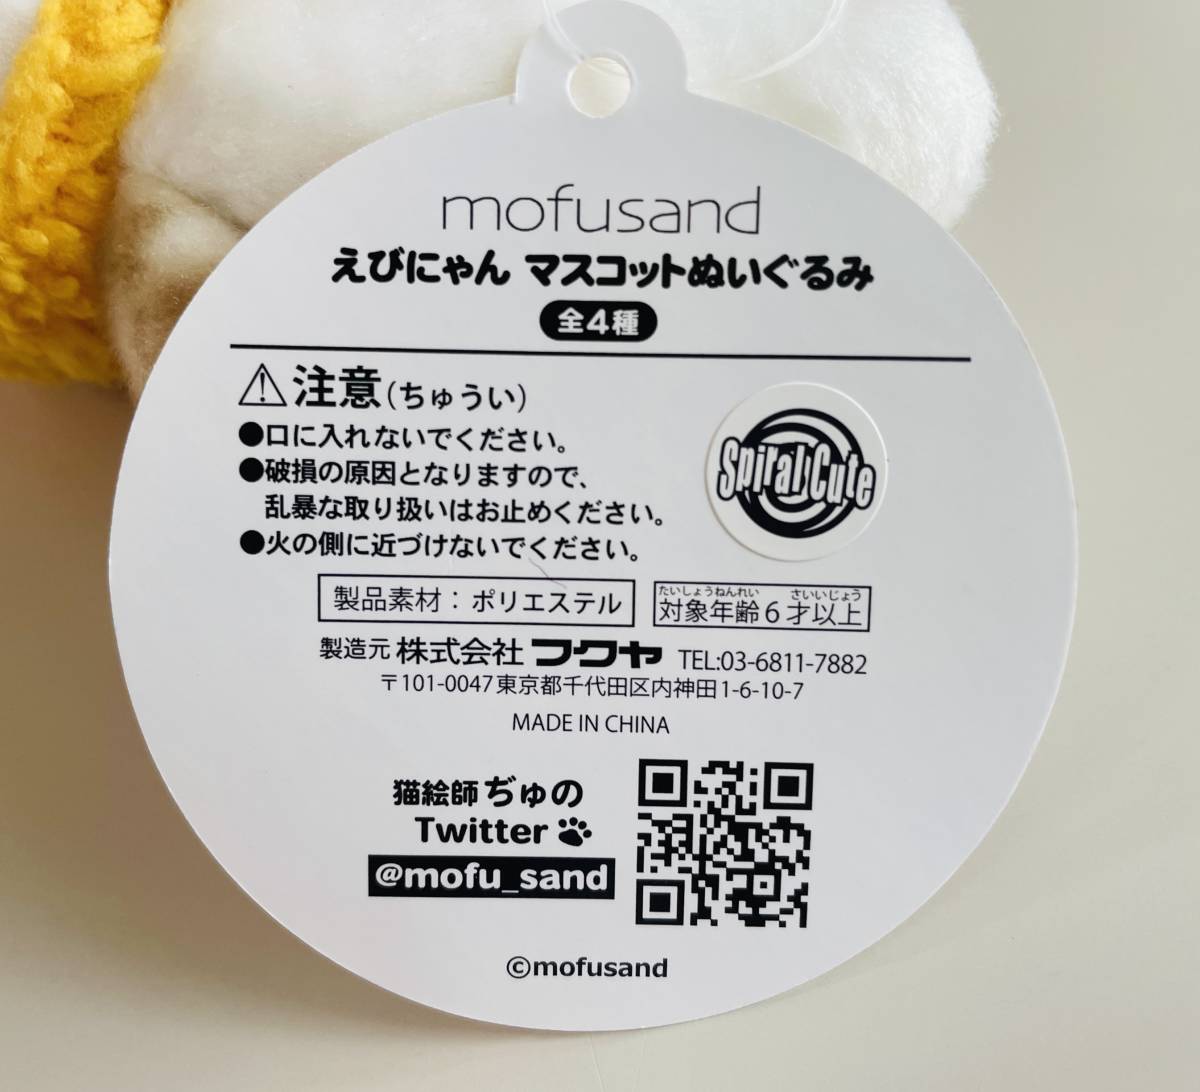 mofusand
えびにゃん マスコットぬいぐるみ
全4種
⚠注意(ちゅうい)
●口に入れないでください。
●破損の原因となりますので、
乱暴な取り扱いはお止めください。
●火の側に近づけないでください。
Spiral Cute
製品素材：ポリエステル
たいしょうねんれい さいいじょう
対象年齢6才以上
製造元 株式会社 フクヤ TEL:03-6811-7882
〒101-0047東京都千代田区内神田1-6-10-7
MADE IN CHINA
猫絵師 ぢゅの
Twitter
@mofu_sand
©mofusand